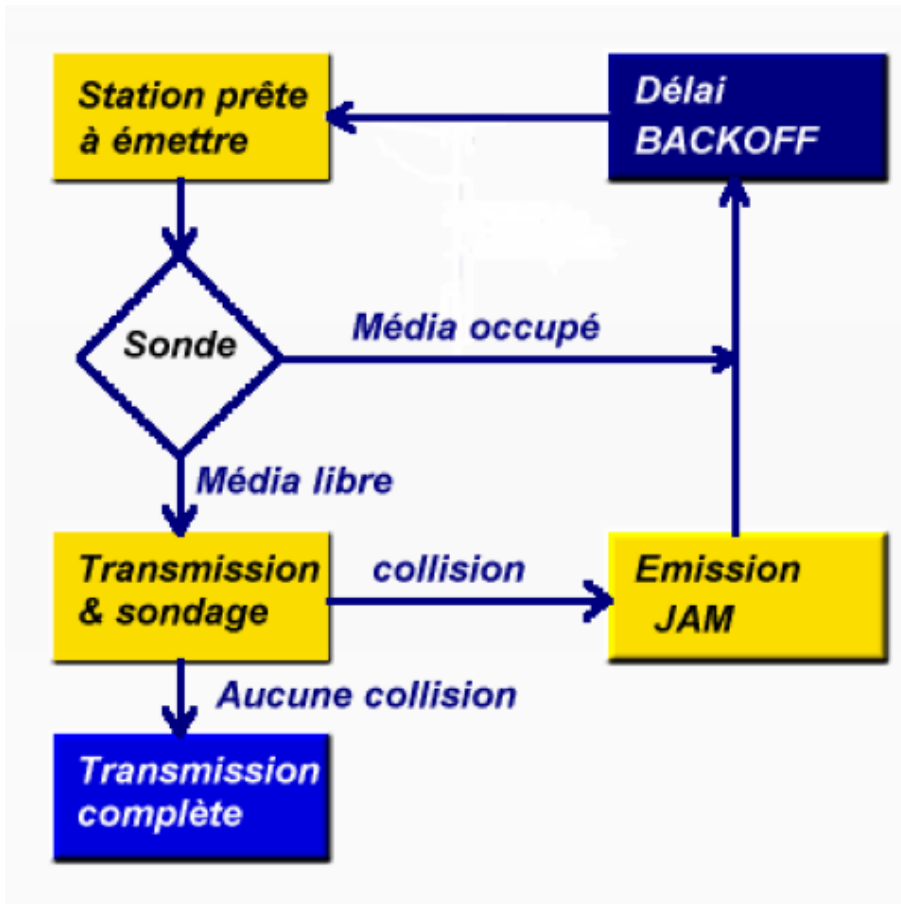 Station prête
à émettre
Délai
BACKOFF
Sonde
Média occupé
Média libre
Transmission
& sondage
collision
Emission
JAM
Aucune collision
Transmission
complète